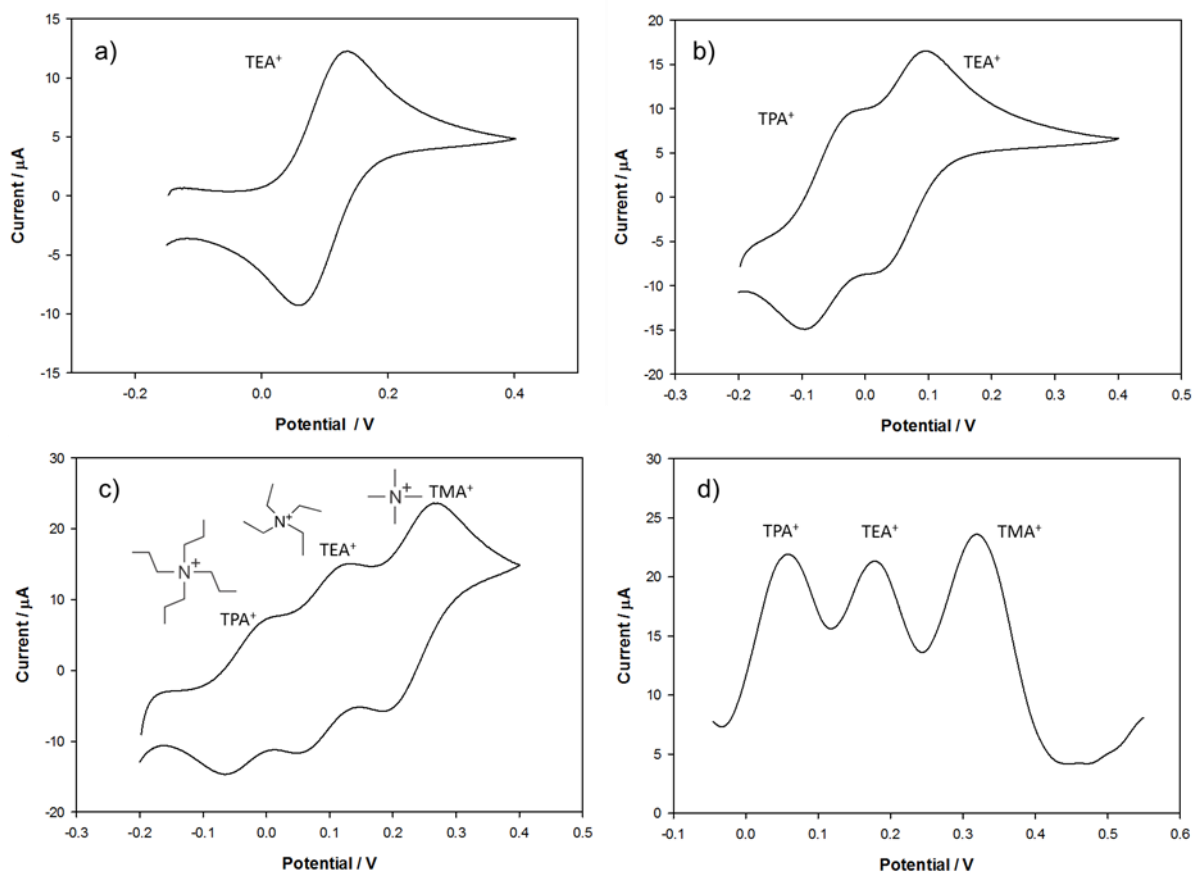 a)
TEA+
15
10
5
0
-5
-10
-15
Current / µA
-0.2 0.0 0.2 0.4
Potential / V
b)
TEA+
TPA+
20
15
10
5
0
-5
-10
-15
-20
Current / µA
-0.3 -0.2 -0.1 0.0 0.1 0.2 0.3 0.4 0.5
Potential / V
c)
N+
N+
N+
TMA+
TEA+
TPA+
30
20
10
0
-10
-20
Current / µA
-0.3 -0.2 -0.1 0.0 0.1 0.2 0.3 0.4 0.5
Potential / V
d)
TPA+ TEA+ TMA+
30
25
20
15
10
5
0
Current / µA
-0.1 0.0 0.1 0.2 0.3 0.4 0.5 0.6
Potential / V